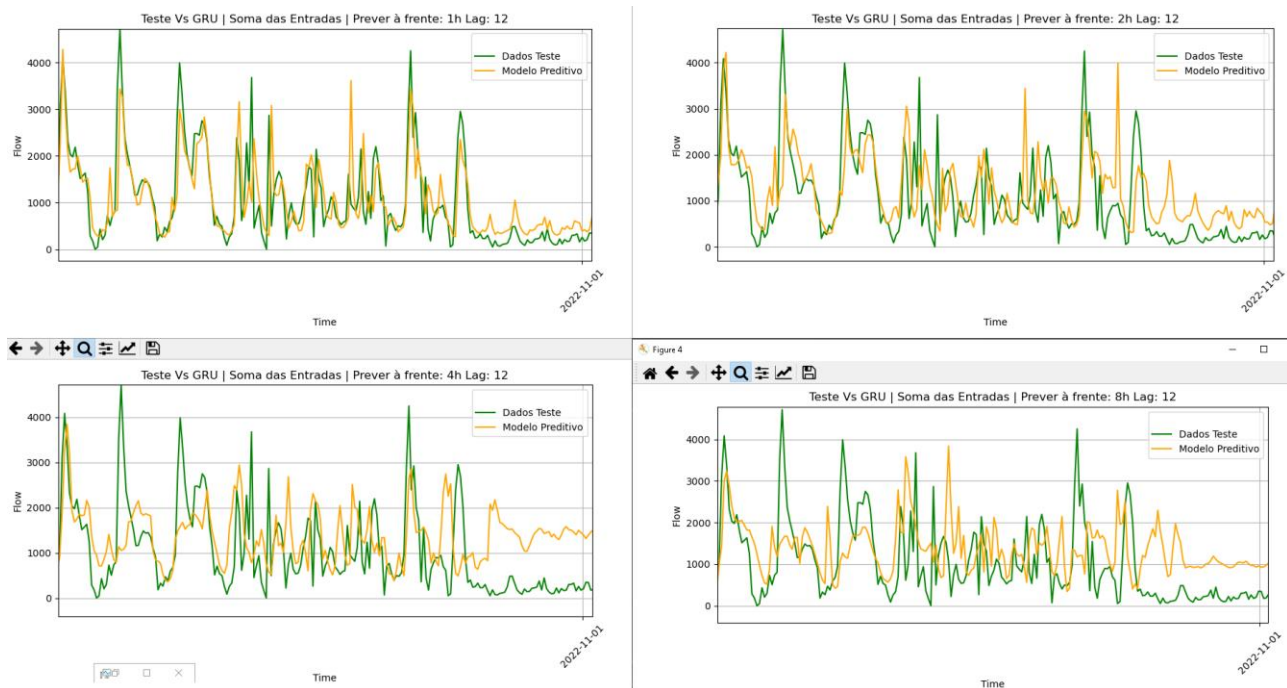 Teste Vs GRU | Soma das Entradas | Prever à frente: 1h Lag: 12
Dados Teste
Modelo Preditivo
4000
3000
2000
1000
0
Flow
Time
2022-11-01
Teste Vs GRU | Soma das Entradas | Prever à frente: 2h Lag: 12
Dados Teste
Modelo Preditivo
4000
3000
2000
1000
0
Flow
Time
2022-11-01
Teste Vs GRU | Soma das Entradas | Prever à frente: 4h Lag: 12
Dados Teste
Modelo Preditivo
4000
3000
2000
1000
0
Flow
Time
2022-11-01
Figure 4
Teste Vs GRU | Soma das Entradas | Prever à frente: 8h Lag: 12
Dados Teste
Modelo Preditivo
4000
3000
2000
1000
0
Flow
Time
2022-11-01